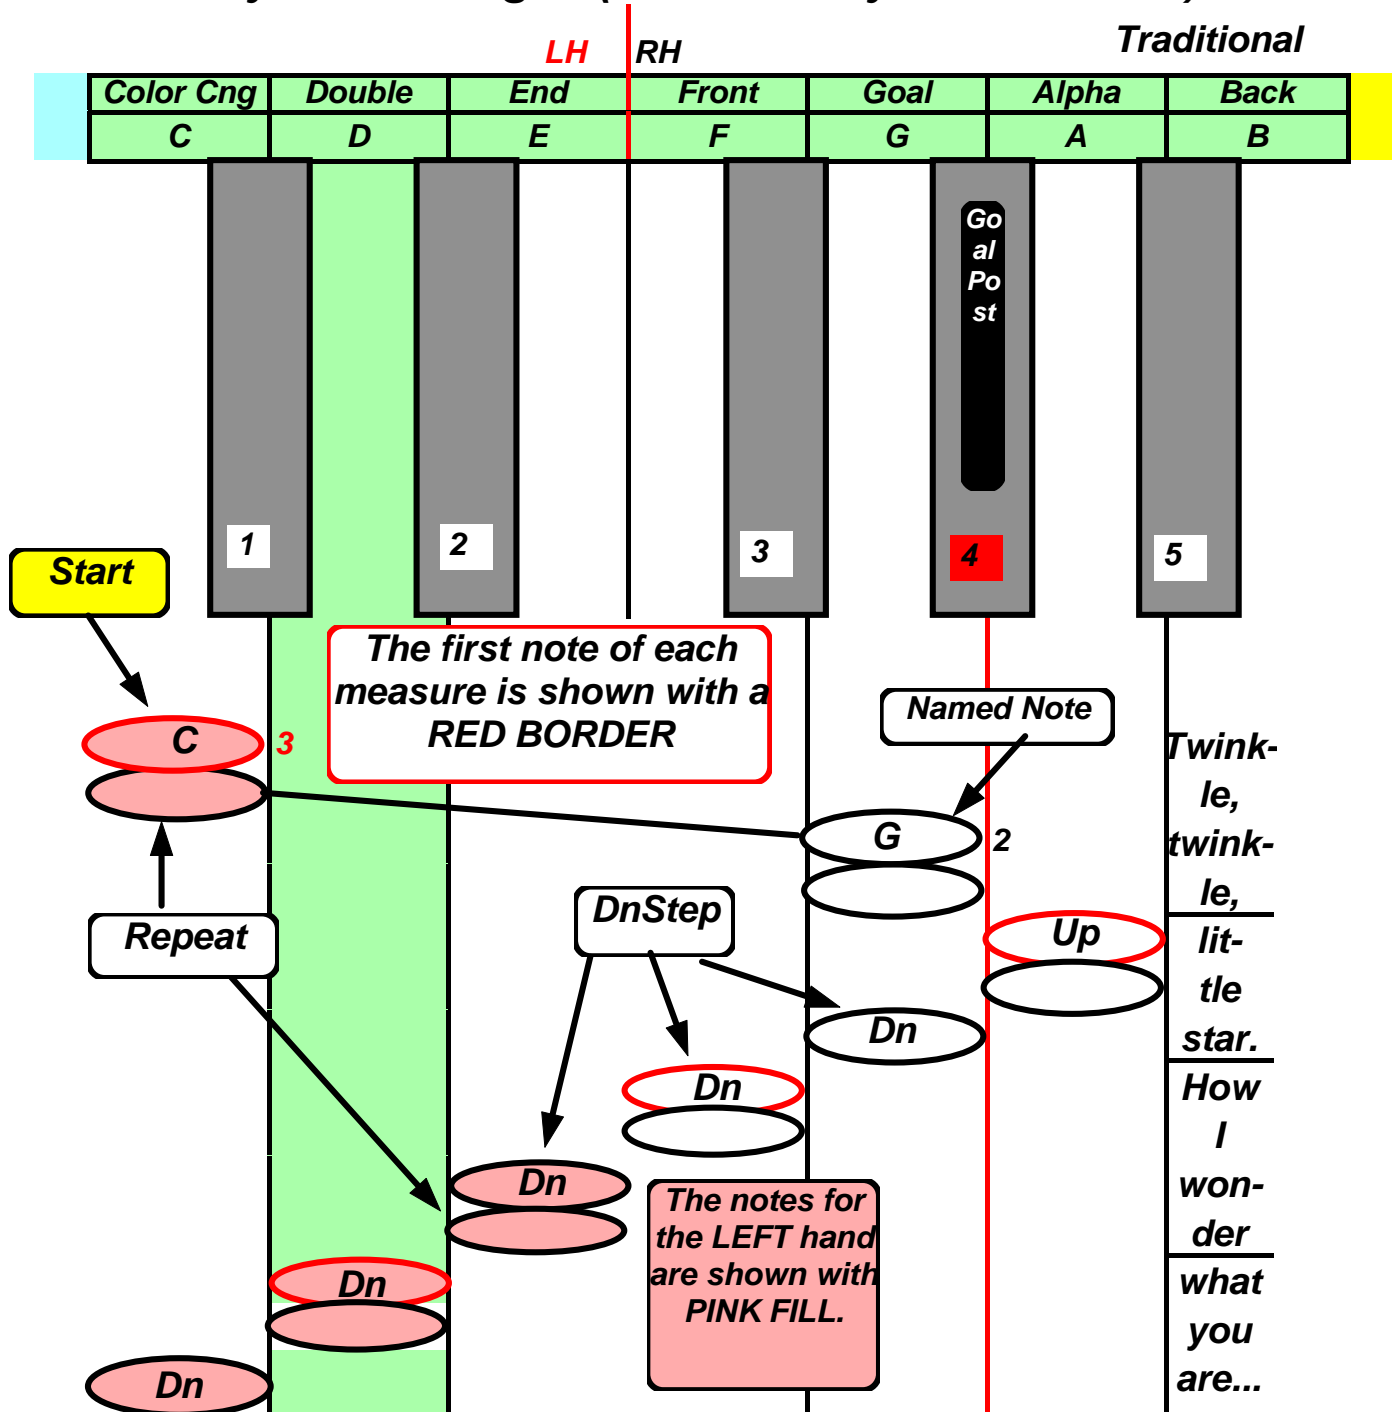 LH RH
Traditional
Color Cng Double End Front Goal Alpha Back
C D E F G A B
Go
al
Po
st
1 2 3 4 5
Start
The first note of each
measure is shown with a
RED BORDER
Named Note
C 3
Twink-
le,
G 2
twink-
le,
DnStep
Repeat
Up
lit-
tle
Dn
star.
Dn
How
I
Dn
won-
der
The notes for
the LEFT hand
are shown with
PINK FILL.
Dn
what
you
Dn
are...